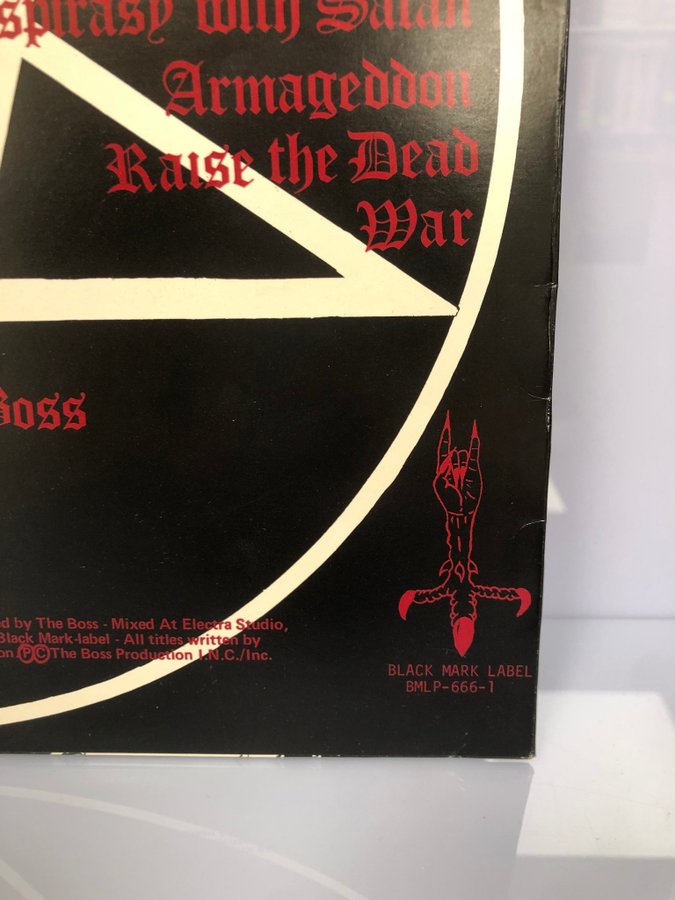 spirasy with Satan
Armageddon
Raise the Dead
War
Boss
ed by The Boss - Mixed At Electra Studio,
Black Mark-label - All titles written by
on. ℗©The Boss Production I.N.C./Inc.
BLACK MARK LABEL
BMLP-666-1